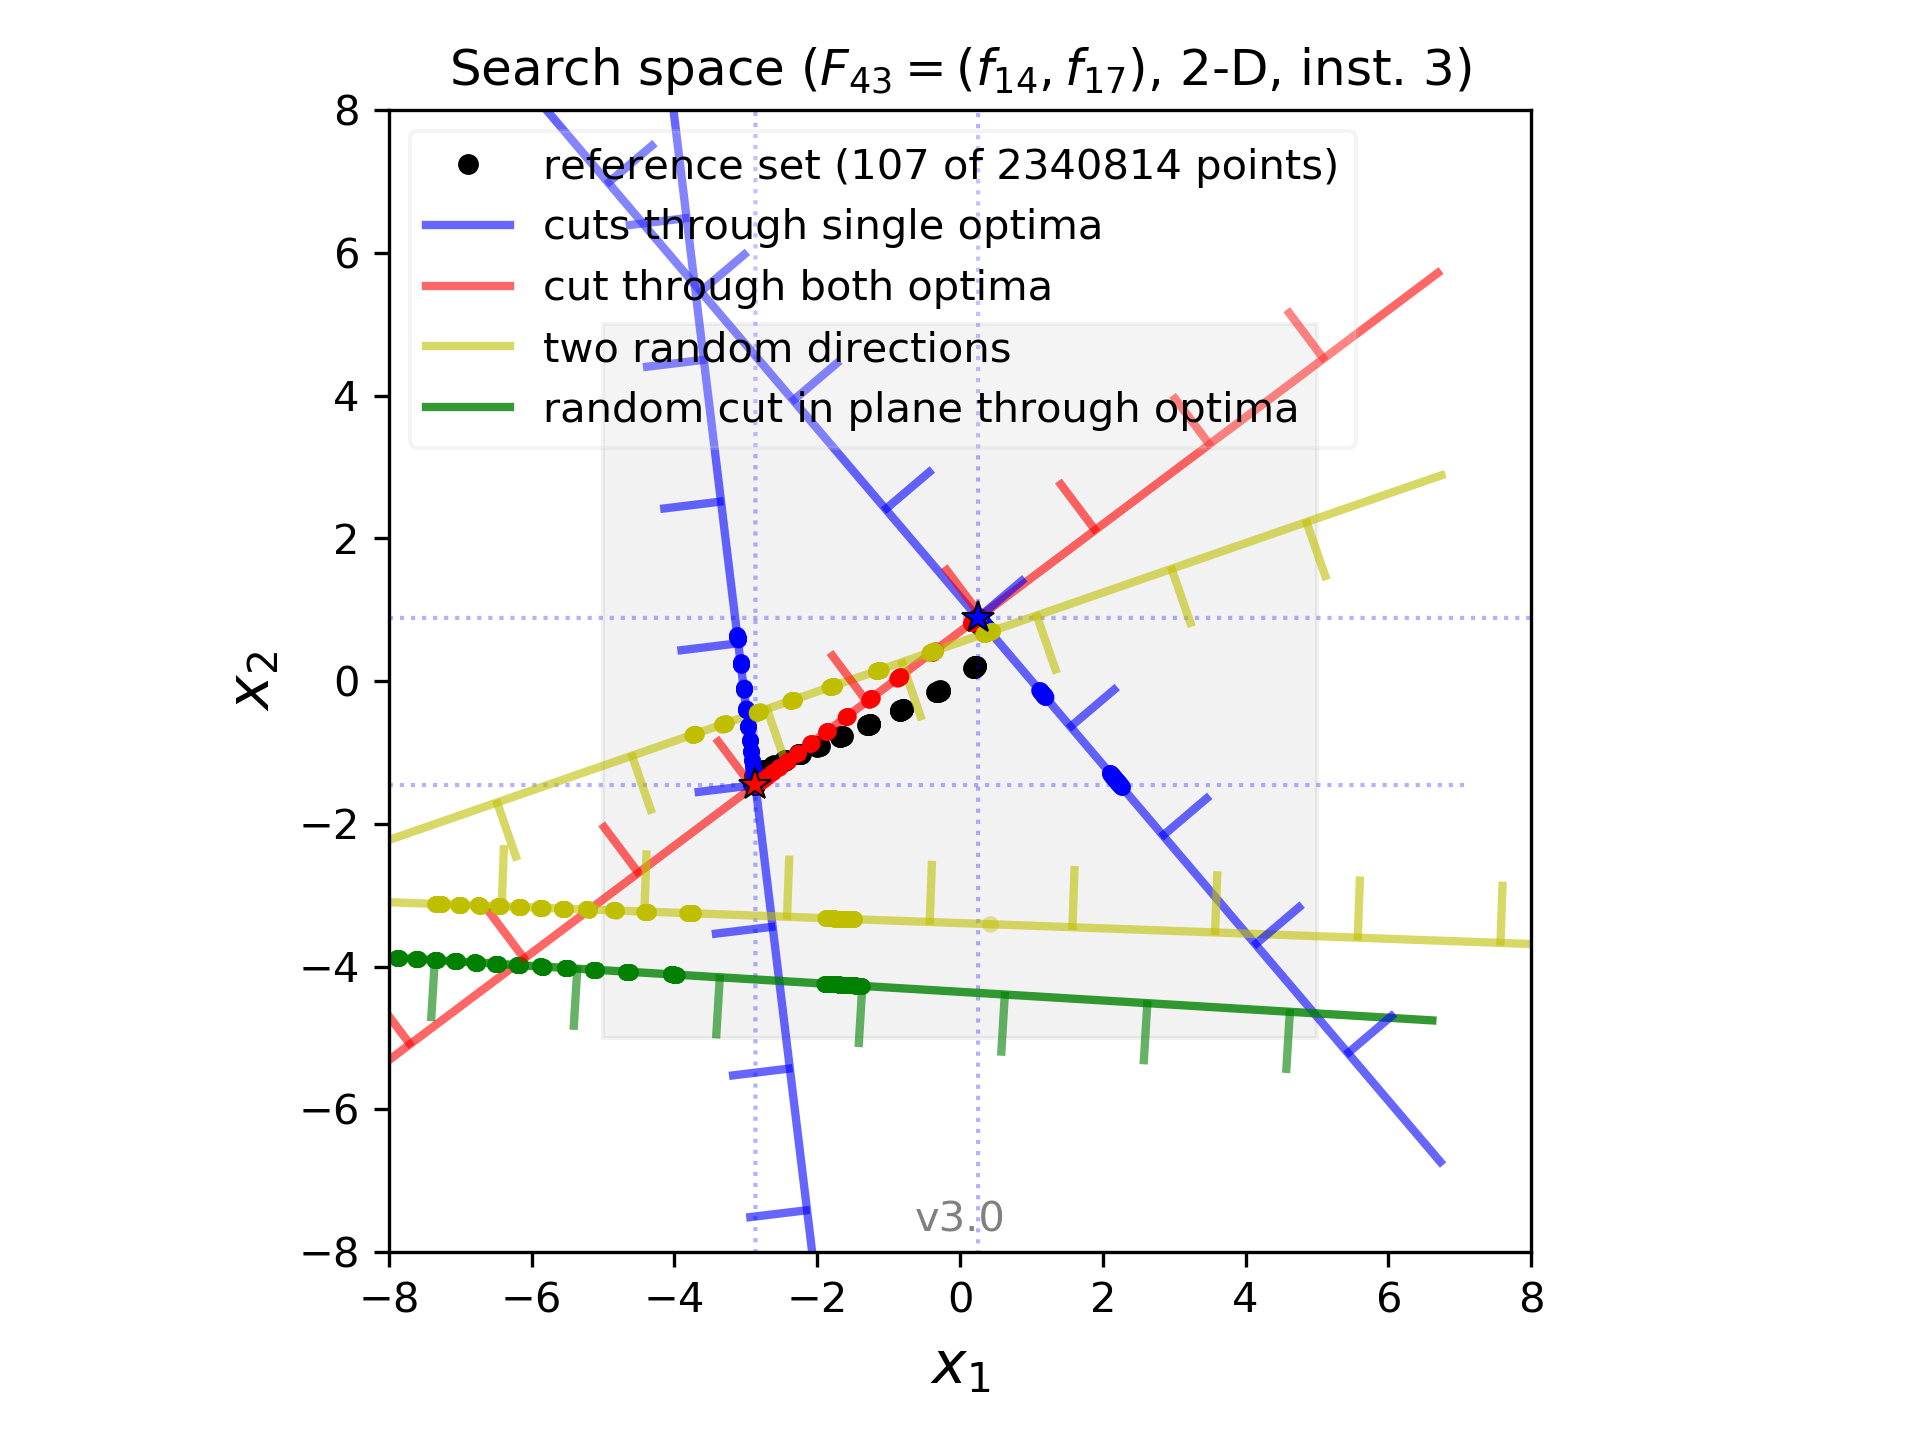 Search space (F43 = (f14, f17), 2-D, inst. 3)
reference set (107 of 2340814 points)
cuts through single optima
cut through both optima
two random directions
random cut in plane through optima
8
6
4
2
0
−2
−4
−6
−8
x2
v3.0
−8 −6 −4 −2 0 2 4 6 8
x1